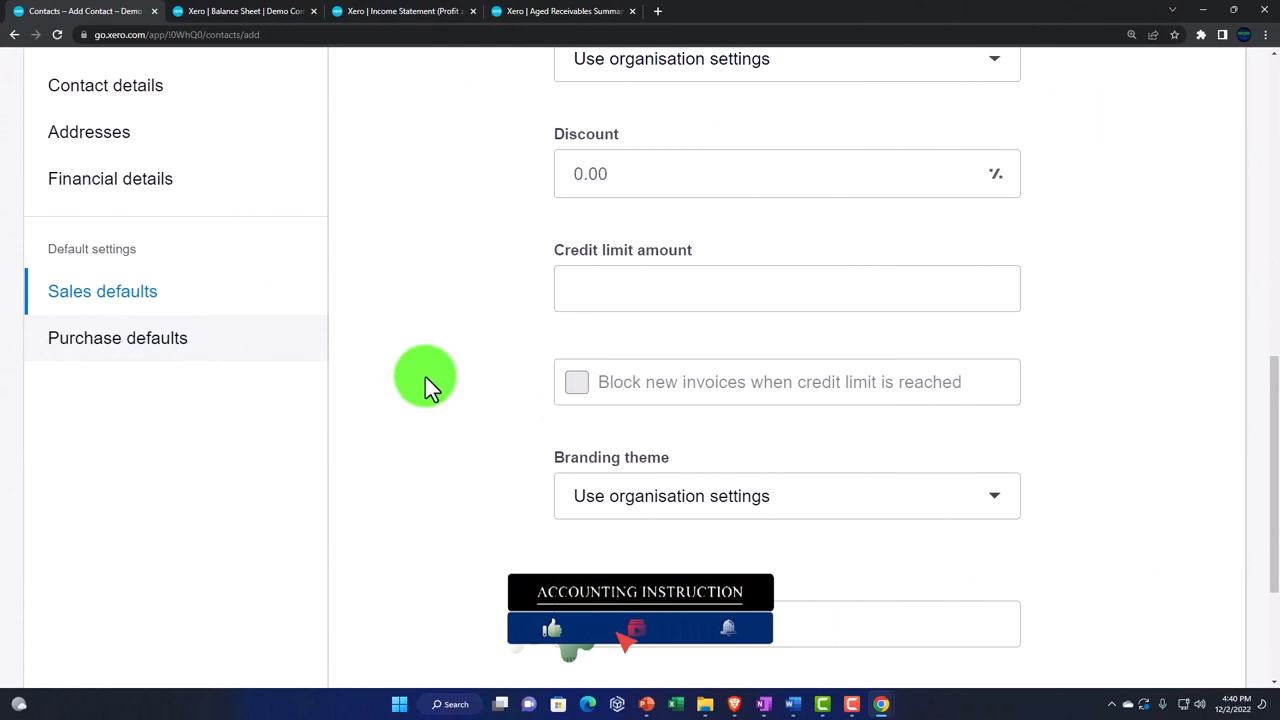 Contacts – Add Contact – Demo
Xero | Balance Sheet | Demo Com
Xero | Income Statement (Profit a
Xero | Aged Receivables Summar
go.xero.com/app/!0WhQ0/contacts/add
Contact details
Addresses
Financial details
Default settings
Sales defaults
Purchase defaults
Use organisation settings
Discount
0.00 %
Credit limit amount
Block new invoices when credit limit is reached
Branding theme
Use organisation settings
ACCOUNTING INSTRUCTION
Search
4:40 PM
12/2/2022